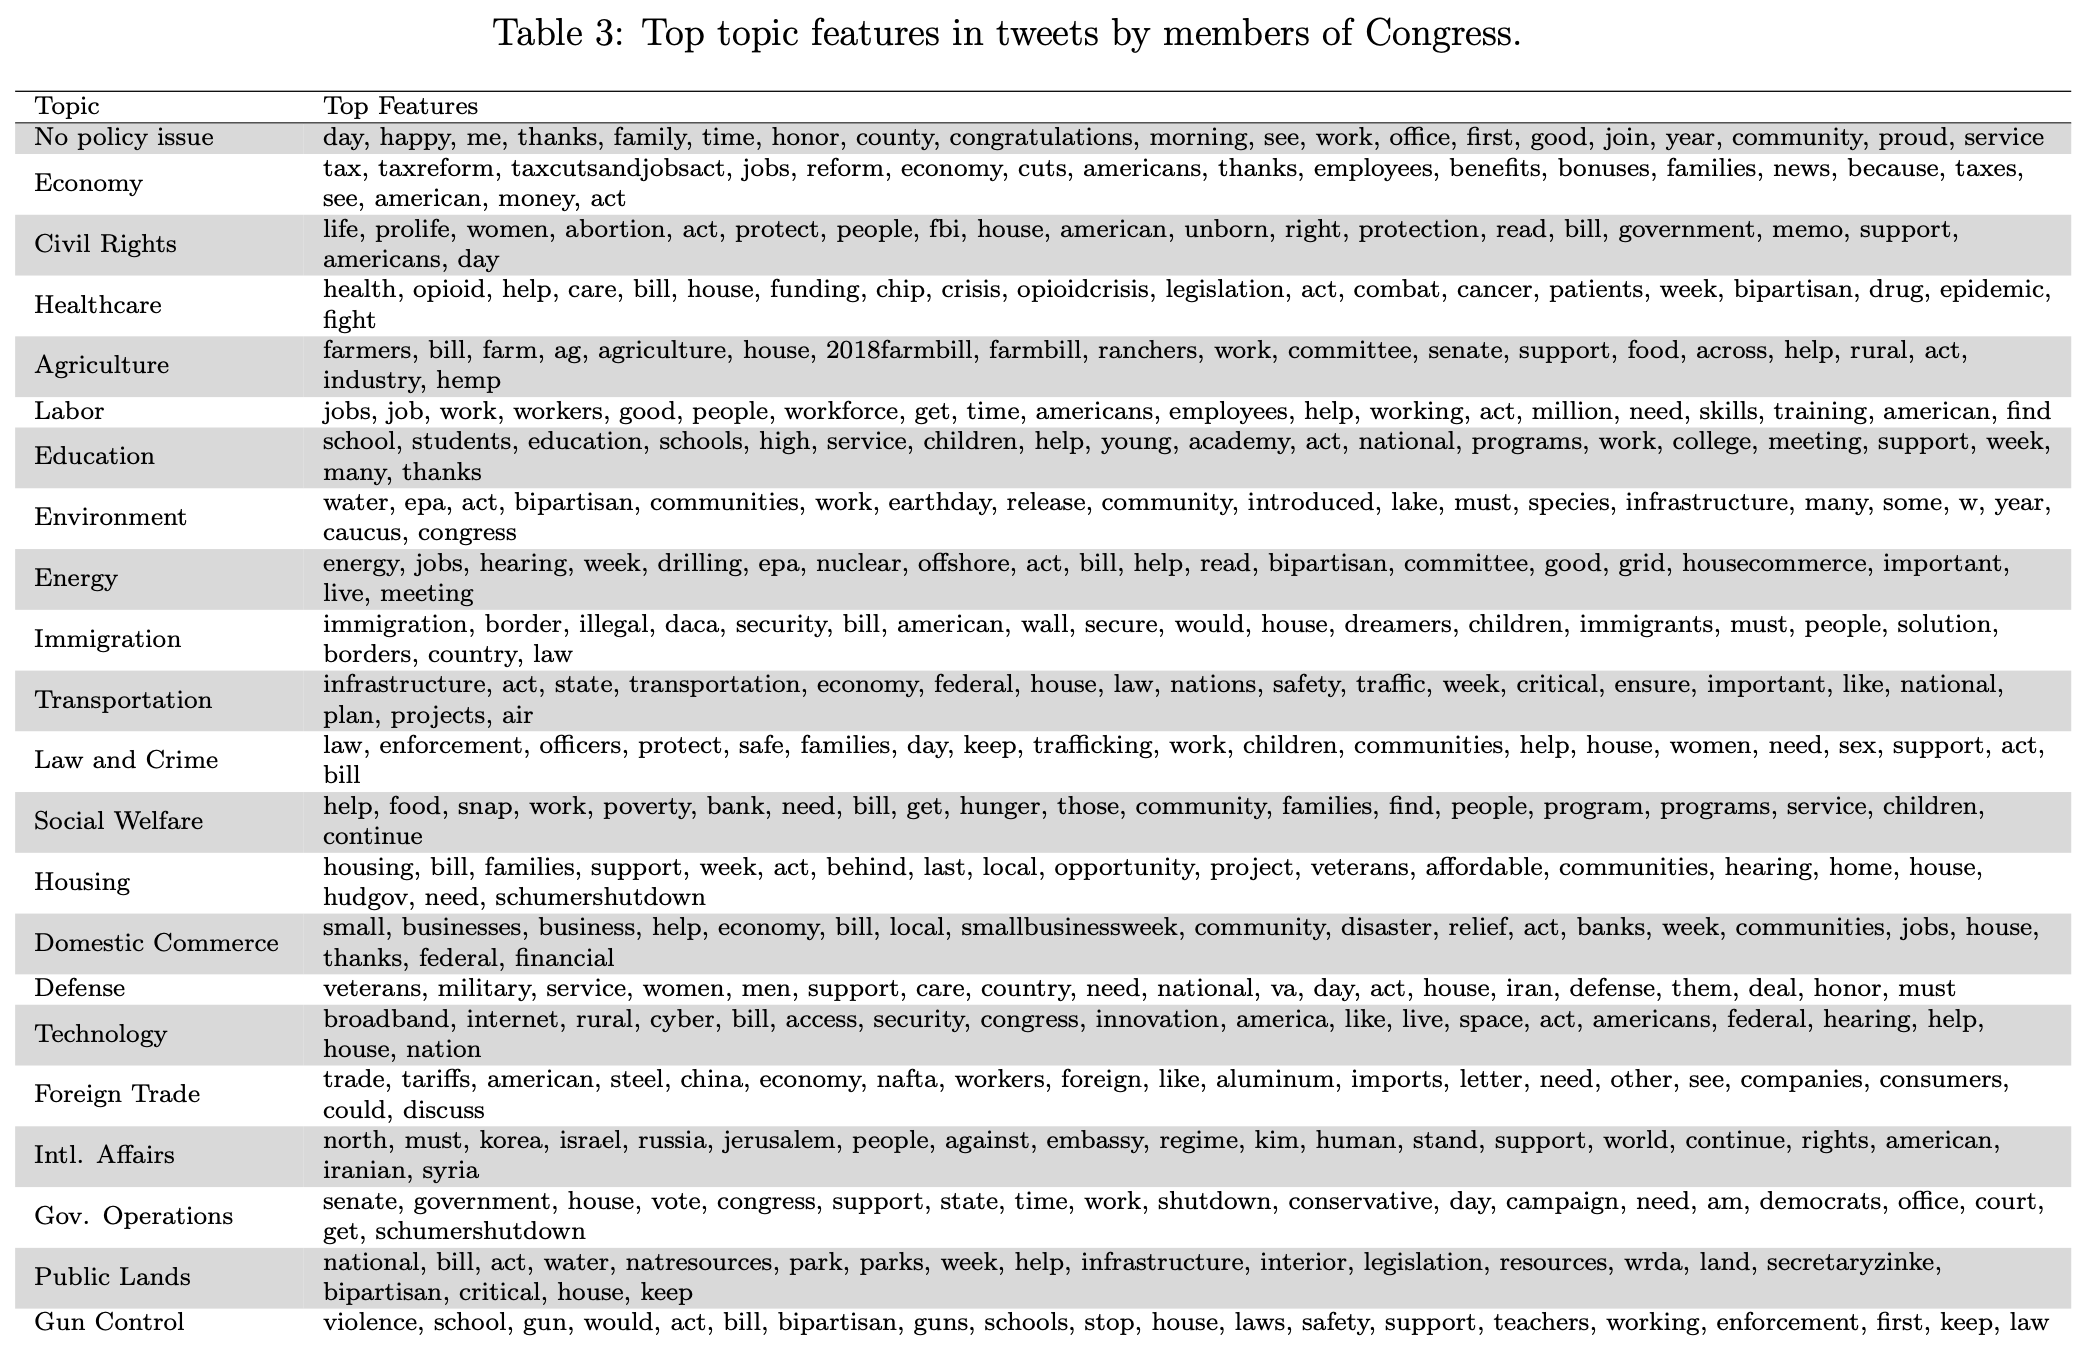 Table 3: Top topic features in tweets by members of Congress.
Topic Top Features
No policy issue day, happy, me, thanks, family, time, honor, county, congratulations, morning, see, work, office, first, good, join, year, community, proud, service
Economy tax, taxreform, taxcutsandjobsact, jobs, reform, economy, cuts, americans, thanks, employees, benefits, bonuses, families, news, because, taxes,
see, american, money, act
Civil Rights life, prolife, women, abortion, act, protect, people, fbi, house, american, unborn, right, protection, read, bill, government, memo, support,
americans, day
Healthcare health, opioid, help, care, bill, house, funding, chip, crisis, opioidcrisis, legislation, act, combat, cancer, patients, week, bipartisan, drug, epidemic,
fight
Agriculture farmers, bill, farm, ag, agriculture, house, 2018farmbill, farmbill, ranchers, work, committee, senate, support, food, across, help, rural, act,
industry, hemp
Labor jobs, job, work, workers, good, people, workforce, get, time, americans, employees, help, working, act, million, need, skills, training, american, find
Education school, students, education, schools, high, service, children, help, young, academy, act, national, programs, work, college, meeting, support, week,
many, thanks
Environment water, epa, act, bipartisan, communities, work, earthday, release, community, introduced, lake, must, species, infrastructure, many, some, w, year,
caucus, congress
Energy energy, jobs, hearing, week, drilling, epa, nuclear, offshore, act, bill, help, read, bipartisan, committee, good, grid, housecommerce, important,
live, meeting
Immigration immigration, border, illegal, daca, security, bill, american, wall, secure, would, house, dreamers, children, immigrants, must, people, solution,
borders, country, law
Transportation infrastructure, act, state, transportation, economy, federal, house, law, nations, safety, traffic, week, critical, ensure, important, like, national,
plan, projects, air
Law and Crime law, enforcement, officers, protect, safe, families, day, keep, trafficking, work, children, communities, help, house, women, need, sex, support, act,
bill
Social Welfare help, food, snap, work, poverty, bank, need, bill, get, hunger, those, community, families, find, people, program, programs, service, children,
continue
Housing housing, bill, families, support, week, act, behind, last, local, opportunity, project, veterans, affordable, communities, hearing, home, house,
hudgov, need, schumershutdown
Domestic Commerce small, businesses, business, help, economy, bill, local, smallbusinessweek, community, disaster, relief, act, banks, week, communities, jobs, house,
thanks, federal, financial
Defense veterans, military, service, women, men, support, care, country, need, national, va, day, act, house, iran, defense, them, deal, honor, must
Technology broadband, internet, rural, cyber, bill, access, security, congress, innovation, america, like, live, space, act, americans, federal, hearing, help,
house, nation
Foreign Trade trade, tariffs, american, steel, china, economy, nafta, workers, foreign, like, aluminum, imports, letter, need, other, see, companies, consumers,
could, discuss
Intl. Affairs north, must, korea, israel, russia, jerusalem, people, against, embassy, regime, kim, human, stand, support, world, continue, rights, american,
iranian, syria
Gov. Operations senate, government, house, vote, congress, support, state, time, work, shutdown, conservative, day, campaign, need, am, democrats, office, court,
get, schumershutdown
Public Lands national, bill, act, water, natresources, park, parks, week, help, infrastructure, interior, legislation, resources, wrda, land, secretaryzinke,
bipartisan, critical, house, keep
Gun Control violence, school, gun, would, act, bill, bipartisan, guns, schools, stop, house, laws, safety, support, teachers, working, enforcement, first, keep, law